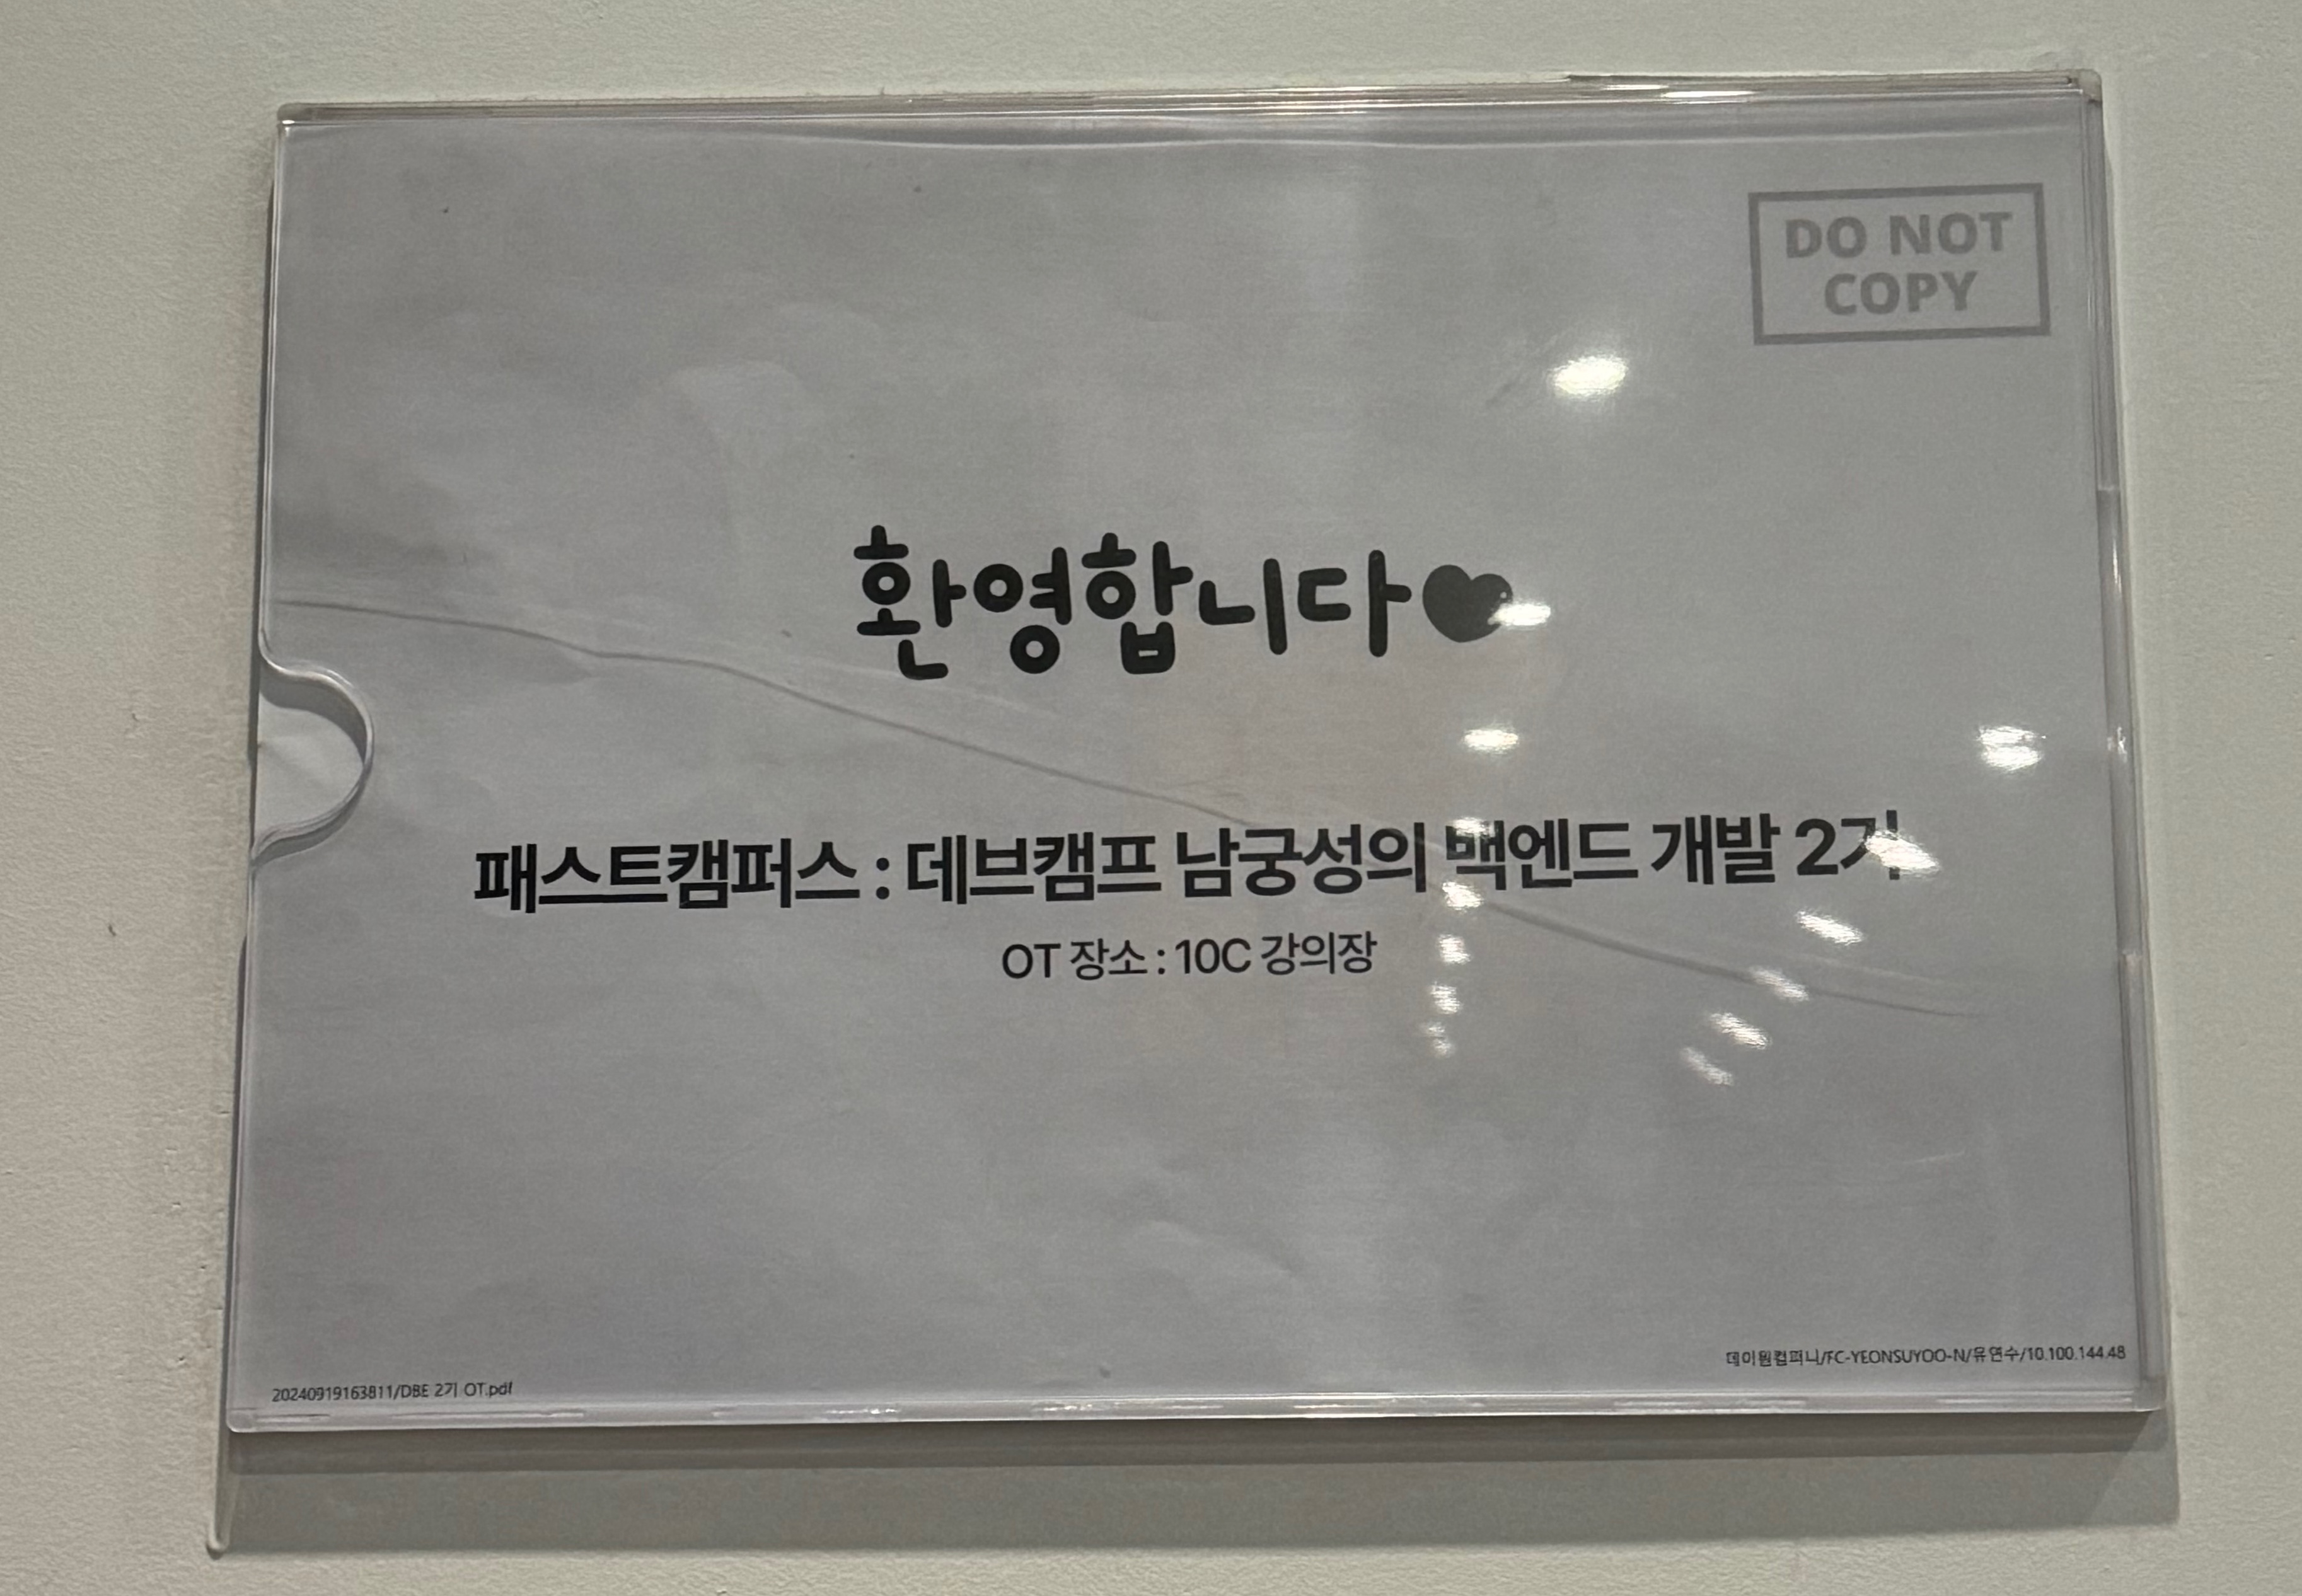 DO NOT
COPY
환영합니다♥
패스트캠퍼스 : 데브캠프 남궁성의 백엔드 개발 2기
OT 장소 : 10C 강의장
데이원컴퍼니/FC-YEONSUYOO-N/유연수/10.100.144.48
20240919163811/DBE 2기 OT.pdf